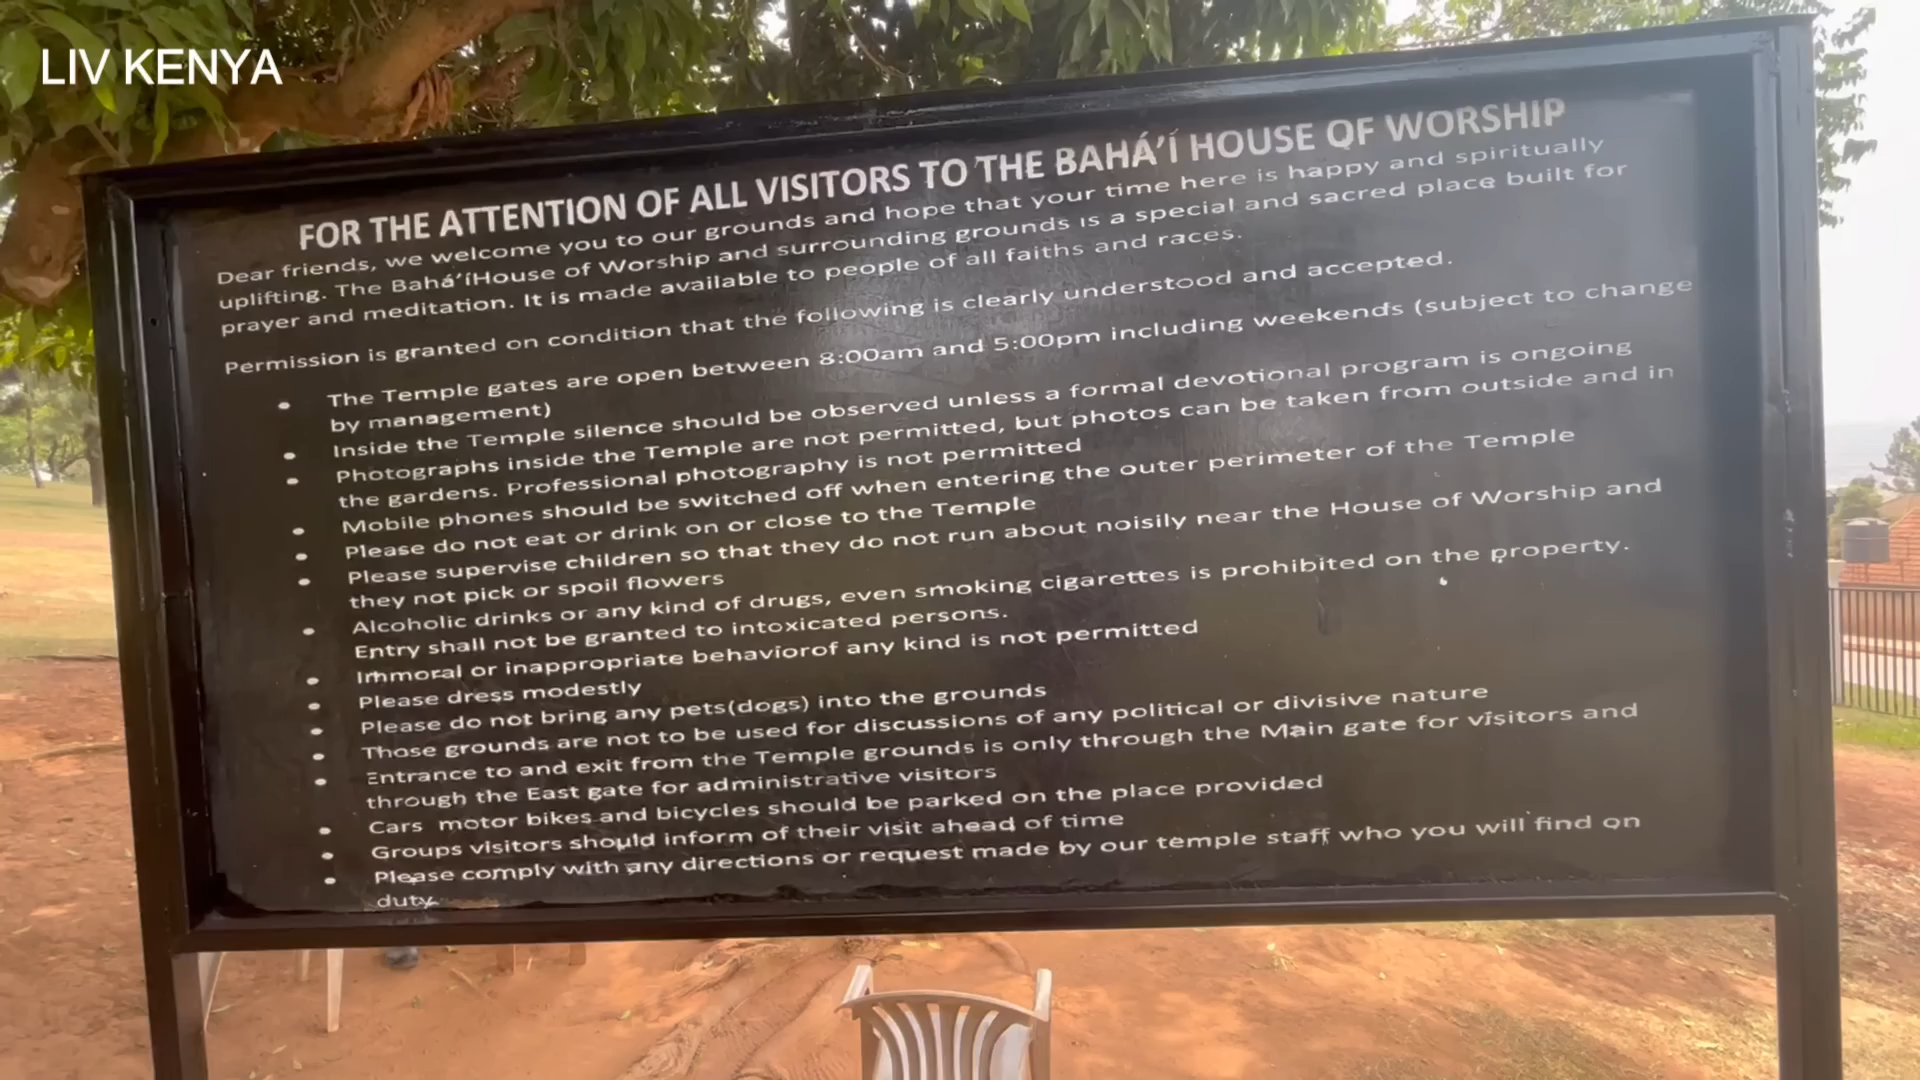 LIV KENYA
FOR THE ATTENTION OF ALL VISITORS TO THE BAHÁ'Í HOUSE OF WORSHIP
Dear friends, we welcome you to our grounds and hope that your time here is happy and spiritually
uplifting. The Bahá'íHouse of Worship and surrounding grounds is a special and sacred place built for
prayer and meditation. It is made available to people of all faiths and races.
Permission is granted on condition that the following is clearly understood and accepted.
• The Temple gates are open between 8:00am and 5:00pm including weekends (subject to change
by management)
• Inside the Temple silence should be observed unless a formal devotional program is ongoing
• Photographs inside the Temple are not permitted, but photos can be taken from outside and in
the gardens. Professional photography is not permitted
• Mobile phones should be switched off when entering the outer perimeter of the Temple
• Please do not eat or drink on or close to the Temple
• Please supervise children so that they do not run about noisily near the House of Worship and
they not pick or spoil flowers
• Alcoholic drinks or any kind of drugs, even smoking cigarettes is prohibited on the property.
Entry shall not be granted to intoxicated persons.
• Immoral or inappropriate behaviorof any kind is not permitted
• Please dress modestly
• Please do not bring any pets(dogs) into the grounds
• Those grounds are not to be used for discussions of any political or divisive nature
• Entrance to and exit from the Temple grounds is only through the Main gate for visitors and
through the East gate for administrative visitors
• Cars motor bikes and bicycles should be parked on the place provided
• Groups visitors should inform of their visit ahead of time
• Please comply with any directions or request made by our temple staff who you will find on
duty.